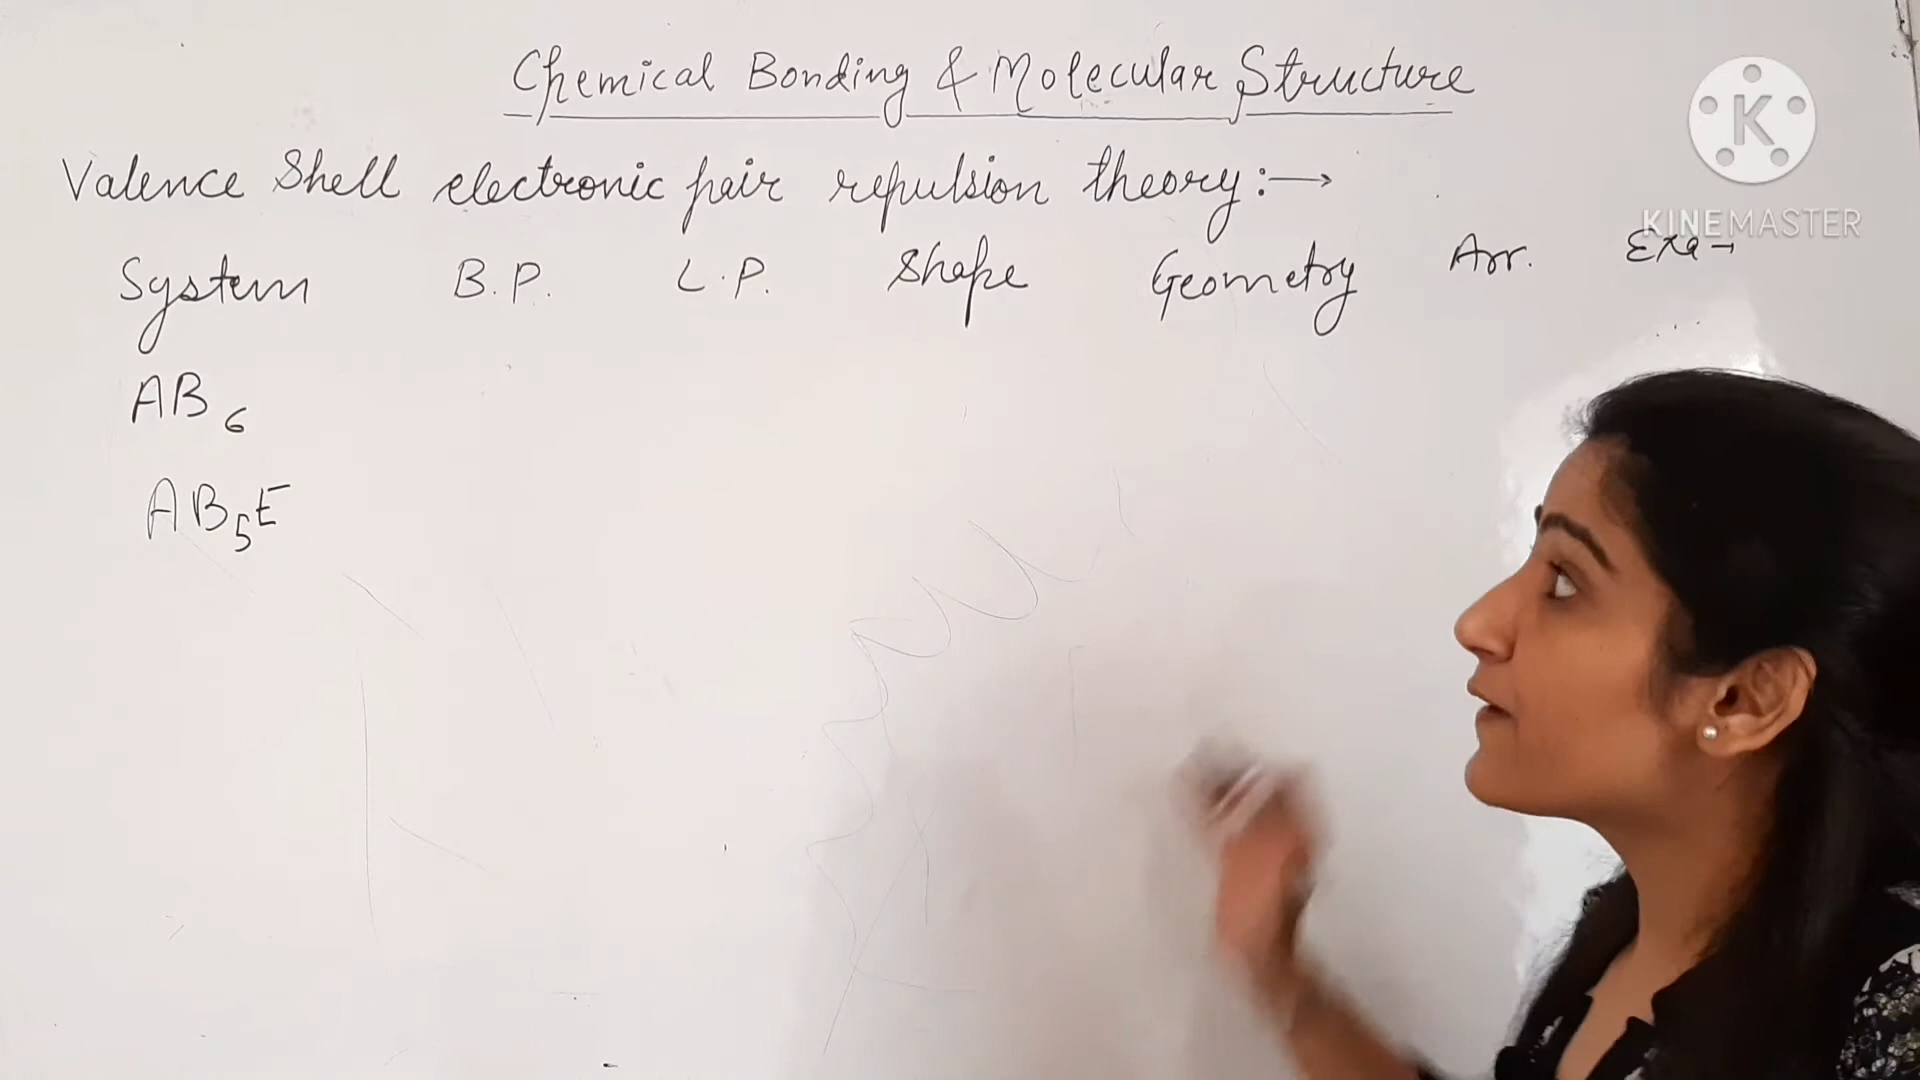 Chemical Bonding & Molecular Structure
Valence Shell electronic pair repulsion theory:→
System B.P. L.P. Shape Geometry Arr. Exa→
AB6
AB5E
K
KINEMASTER